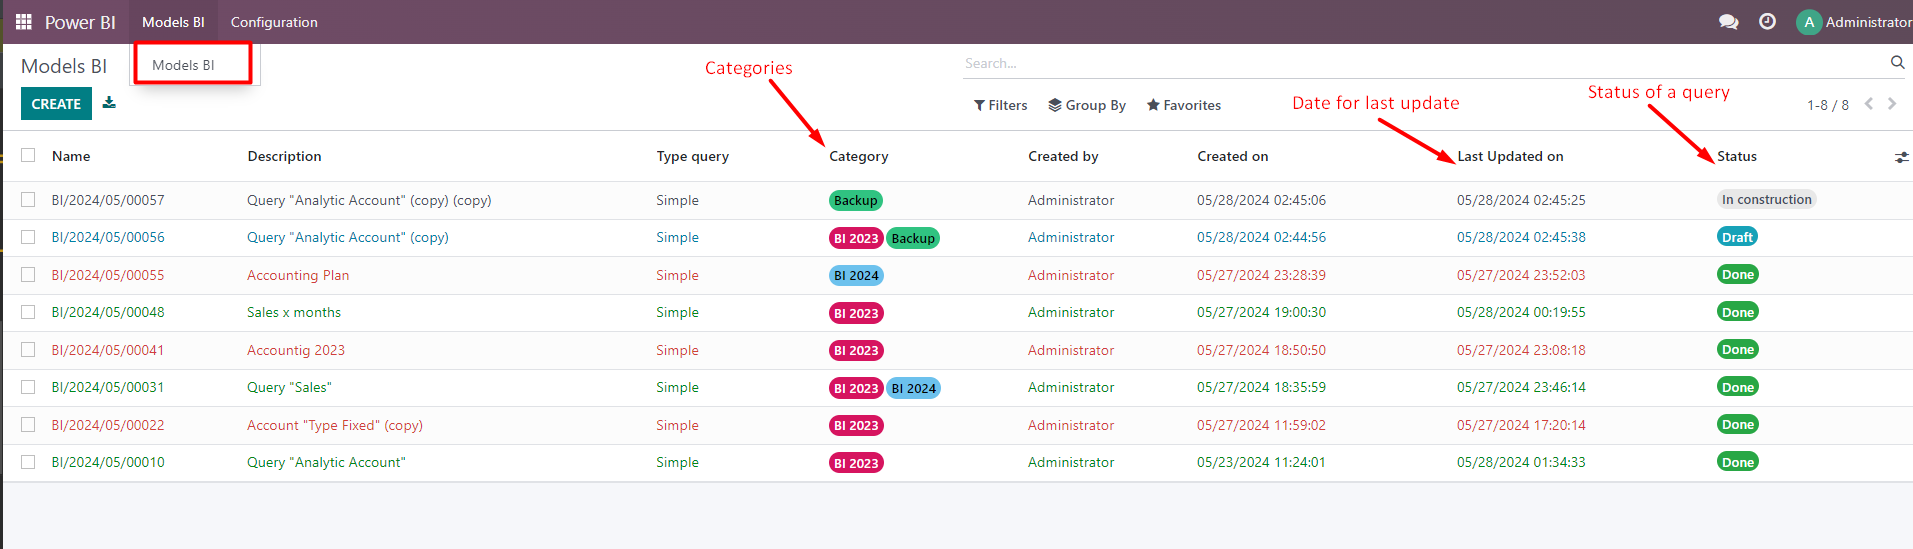 Power BI Models BI Configuration A Administrator
Models BI Models BI Categories Search...
CREATE Filters Group By Favorites Date for last update Status of a query 1-8 / 8
Name Description Type query Category Created by Created on Last Updated on Status
BI/2024/05/00057 Query "Analytic Account" (copy) (copy) Simple Backup Administrator 05/28/2024 02:45:06 05/28/2024 02:45:25 In construction
BI/2024/05/00056 Query "Analytic Account" (copy) Simple BI 2023 Backup Administrator 05/28/2024 02:44:56 05/28/2024 02:45:38 Draft
BI/2024/05/00055 Accounting Plan Simple BI 2024 Administrator 05/27/2024 23:28:39 05/27/2024 23:52:03 Done
BI/2024/05/00048 Sales x months Simple BI 2023 Administrator 05/27/2024 19:00:30 05/28/2024 00:19:55 Done
BI/2024/05/00041 Accountig 2023 Simple BI 2023 Administrator 05/27/2024 18:50:50 05/27/2024 23:08:18 Done
BI/2024/05/00031 Query "Sales" Simple BI 2023 BI 2024 Administrator 05/27/2024 18:35:59 05/27/2024 23:46:14 Done
BI/2024/05/00022 Account "Type Fixed" (copy) Simple BI 2023 Administrator 05/27/2024 11:59:02 05/27/2024 17:20:14 Done
BI/2024/05/00010 Query "Analytic Account" Simple BI 2023 Administrator 05/23/2024 11:24:01 05/28/2024 01:34:33 Done